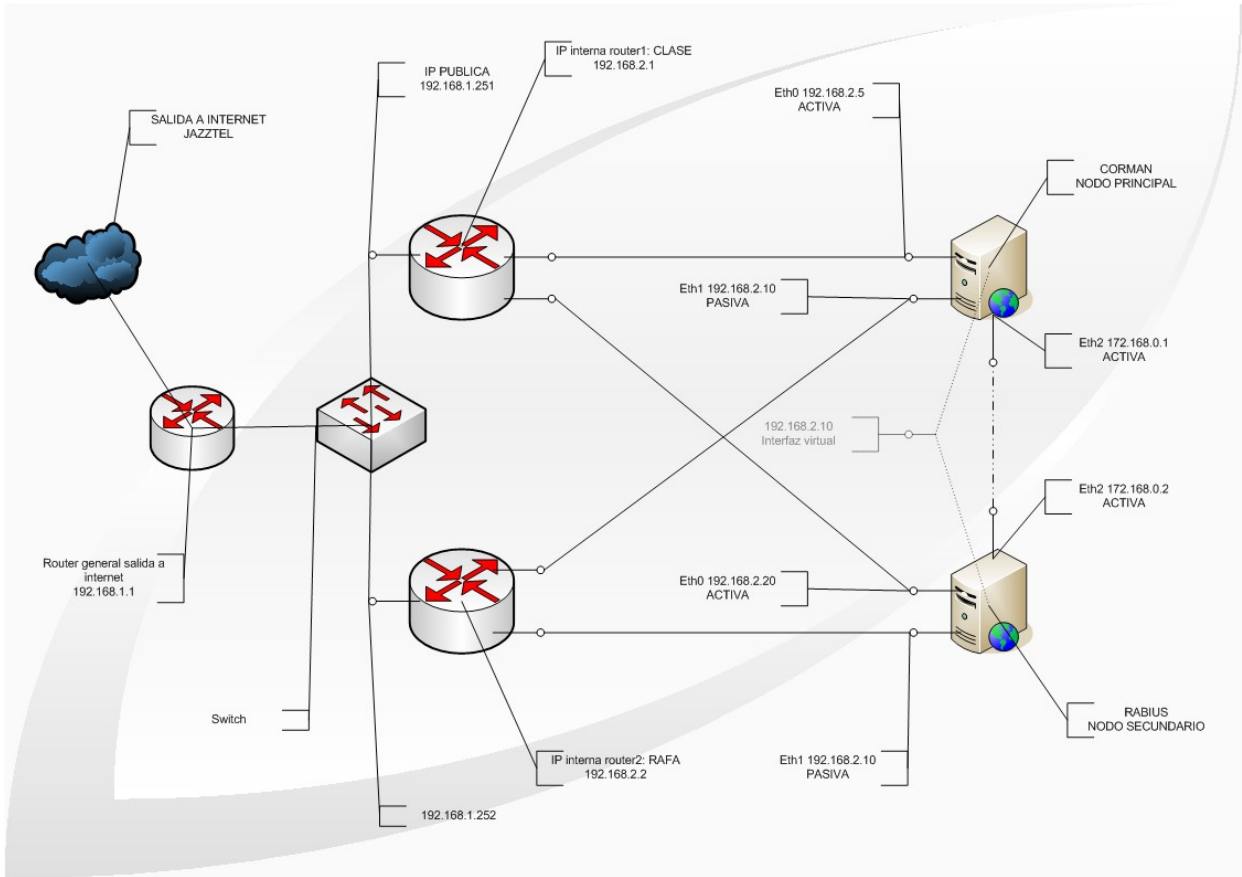 IP interna router1: CLASE
192.168.2.1
IP PUBLICA
192.168.1.251
Eth0 192.168.2.5
ACTIVA
SALIDA A INTERNET
JAZZTEL
CORMAN
NODO PRINCIPAL
Eth1 192.168.2.10
PASIVA
Eth2 172.168.0.1
ACTIVA
192.168.2.10
Interfaz virtual
Eth2 172.168.0.2
ACTIVA
Router general salida a
internet
192.168.1.1
Eth0 192.168.2.20
ACTIVA
Switch
RABIUS
NODO SECUNDARIO
IP interna router2: RAFA
192.168.2.2
Eth1 192.168.2.10
PASIVA
192.168.1.252